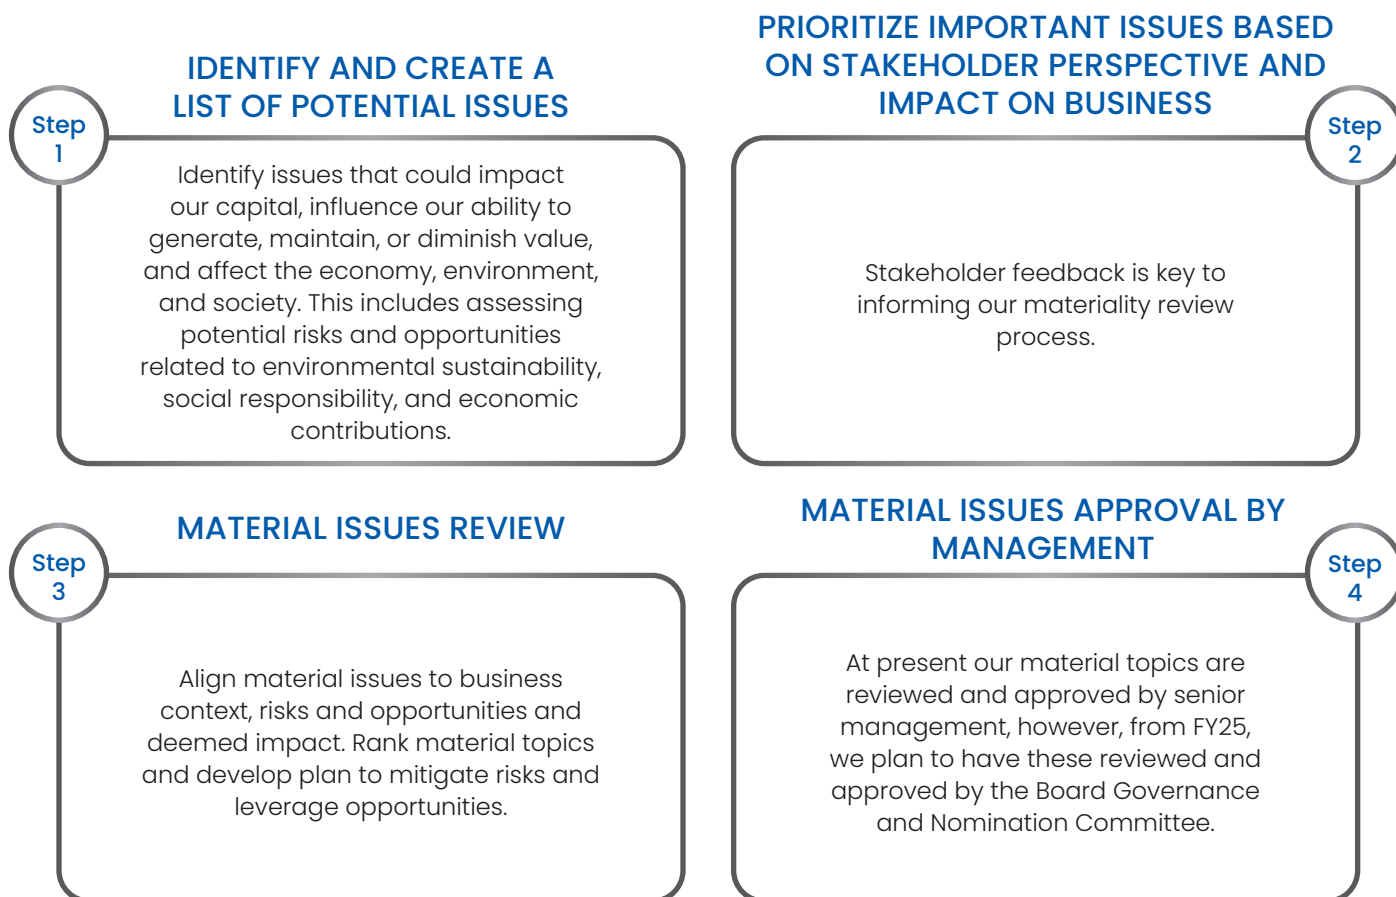 Step
1
IDENTIFY AND CREATE A
LIST OF POTENTIAL ISSUES
Identify issues that could impact
our capital, influence our ability to
generate, maintain, or diminish value,
and affect the economy, environment,
and society. This includes assessing
potential risks and opportunities
related to environmental sustainability,
social responsibility, and economic
contributions.
Step
2
PRIORITIZE IMPORTANT ISSUES BASED
ON STAKEHOLDER PERSPECTIVE AND
IMPACT ON BUSINESS
Stakeholder feedback is key to
informing our materiality review
process.
Step
3
MATERIAL ISSUES REVIEW
Align material issues to business
context, risks and opportunities and
deemed impact. Rank material topics
and develop plan to mitigate risks and
leverage opportunities.
Step
4
MATERIAL ISSUES APPROVAL BY
MANAGEMENT
At present our material topics are
reviewed and approved by senior
management, however, from FY25,
we plan to have these reviewed and
approved by the Board Governance
and Nomination Committee.